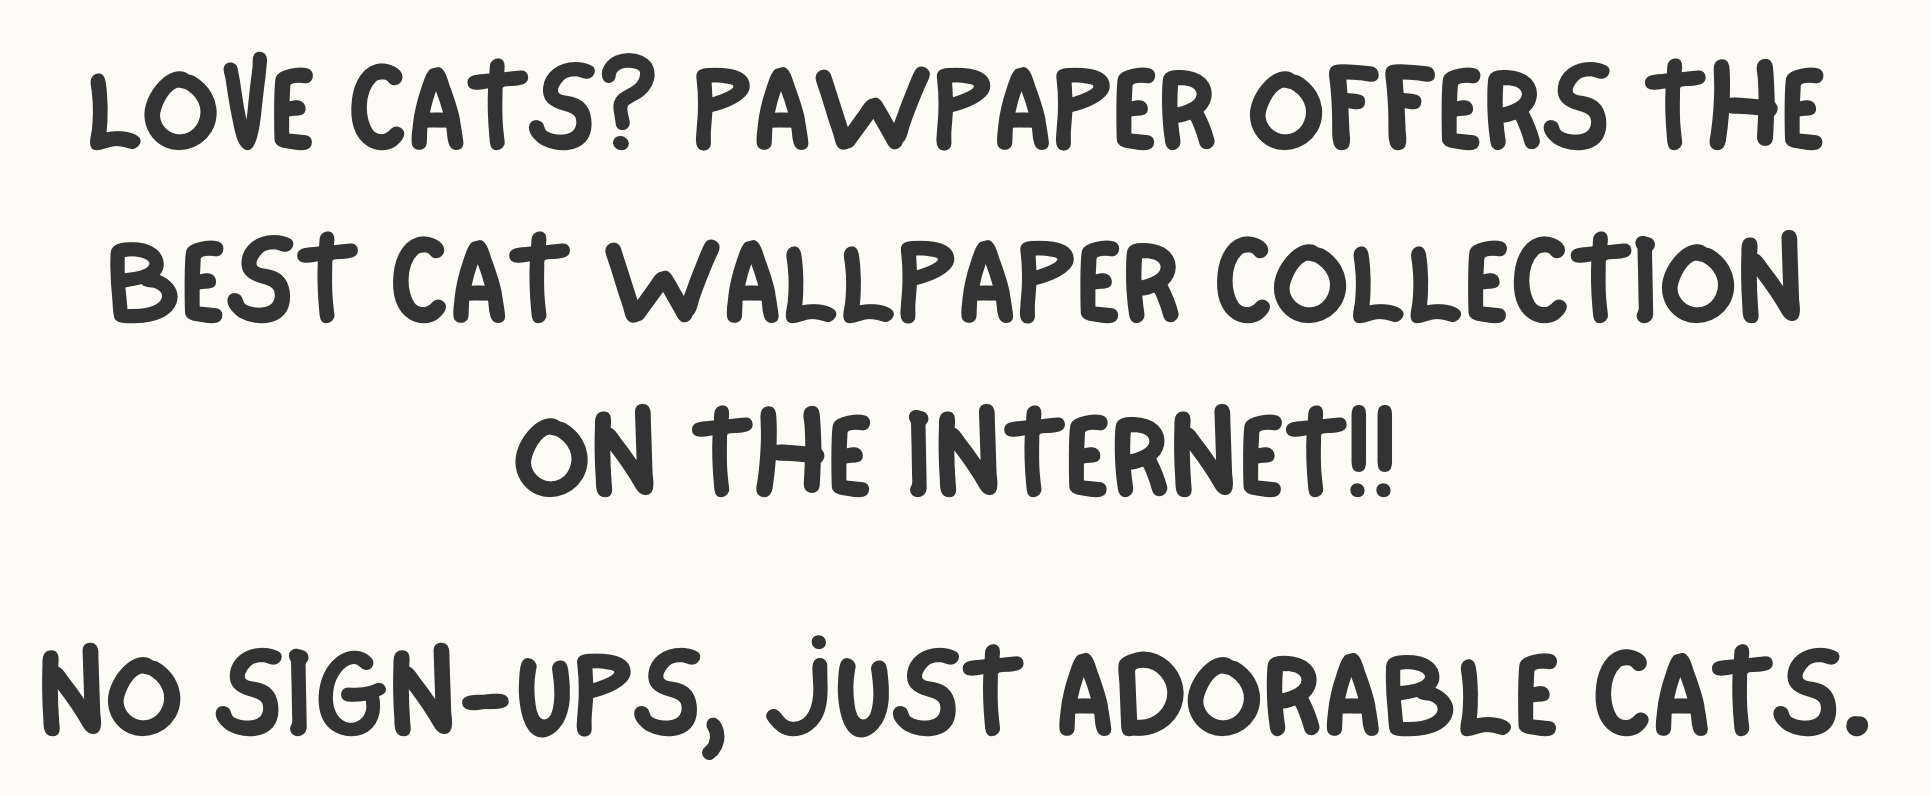 LOVE CATS? PAWPAPER OFFERS THE
BEST CAT WALLPAPER COLLECTION
ON THE INTERNET!!
NO SIGN-UPS, JUST ADORABLE CATS.